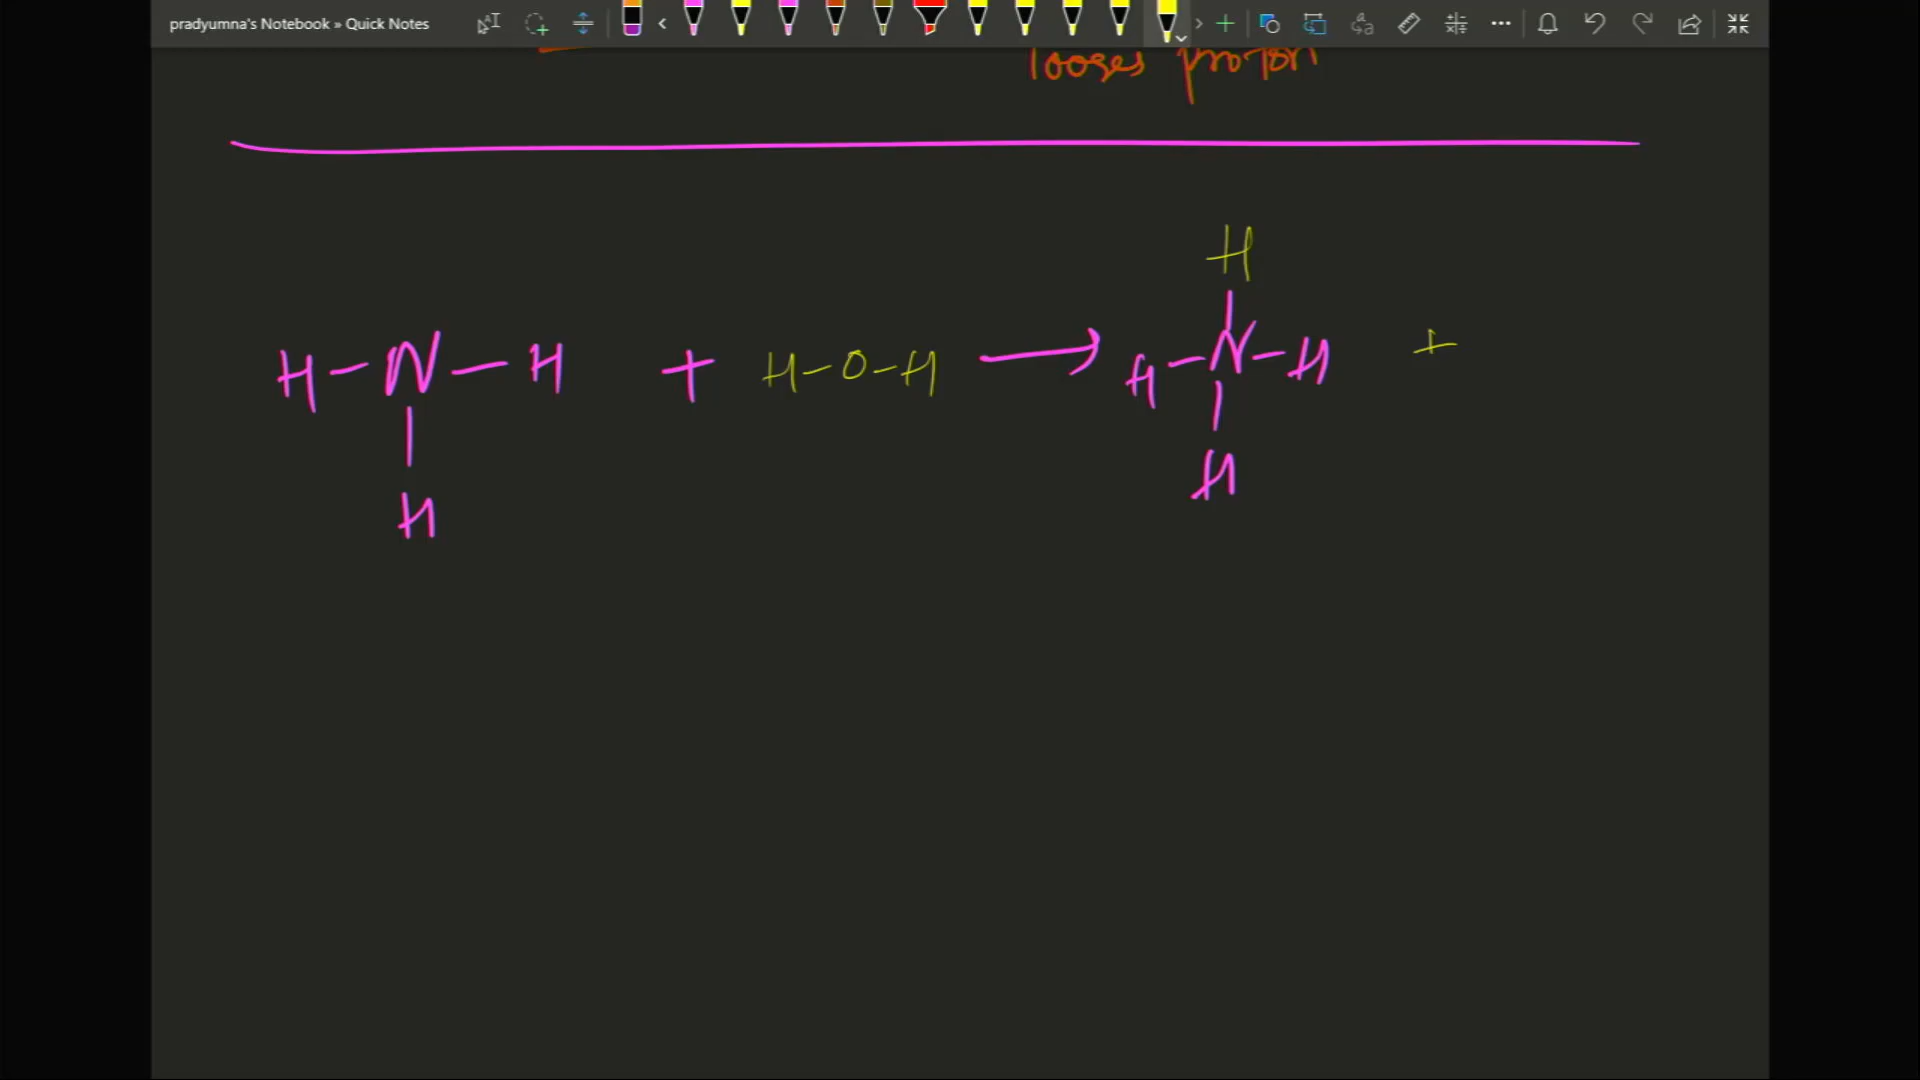 pradyumna's Notebook » Quick Notes
looses proton
H
H-N-H + H-O-H → H-N-H +
H H